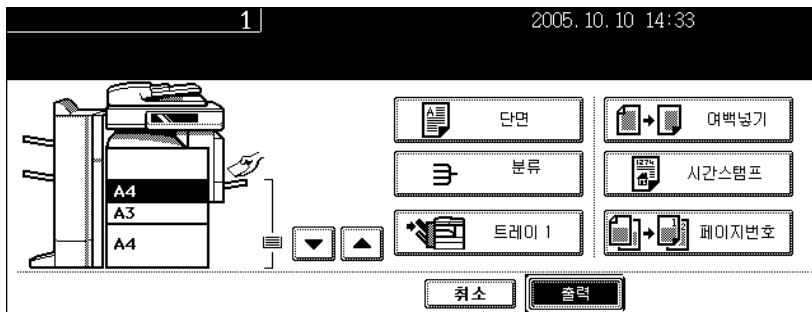 1 2005.10.10 14:33
단면 여백넣기
A4 분류 시간스탬프
A3
A4 트레이 1 페이지번호
취소 출력